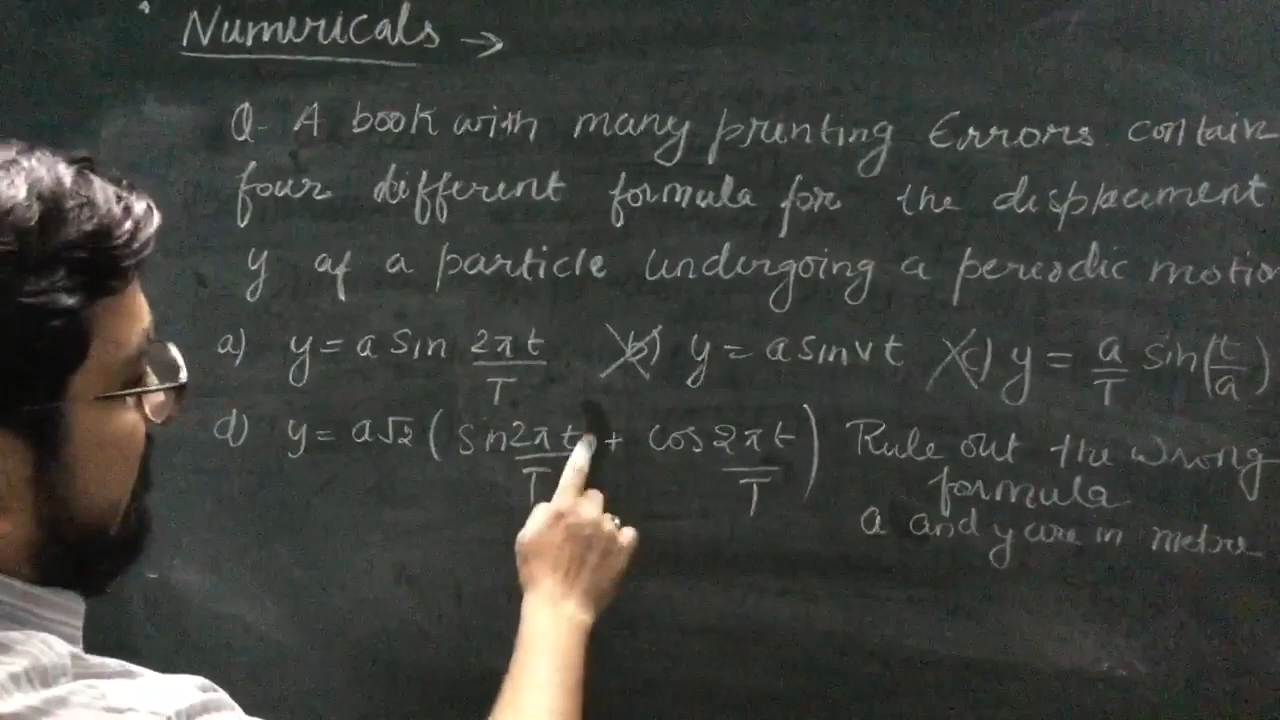 Numericals →
Q- A book with many printing Errors contain
four different formula for the displacement
y of a particle undergoing a periodic motio
a) y = a sin 2πt/T b) y = a sin vt c) y = a/T sin(t/a)
d) y = a√2 ( sin 2πt/T + cos 2πt/T ) Rule out the wrong
formula
a and y are in metre